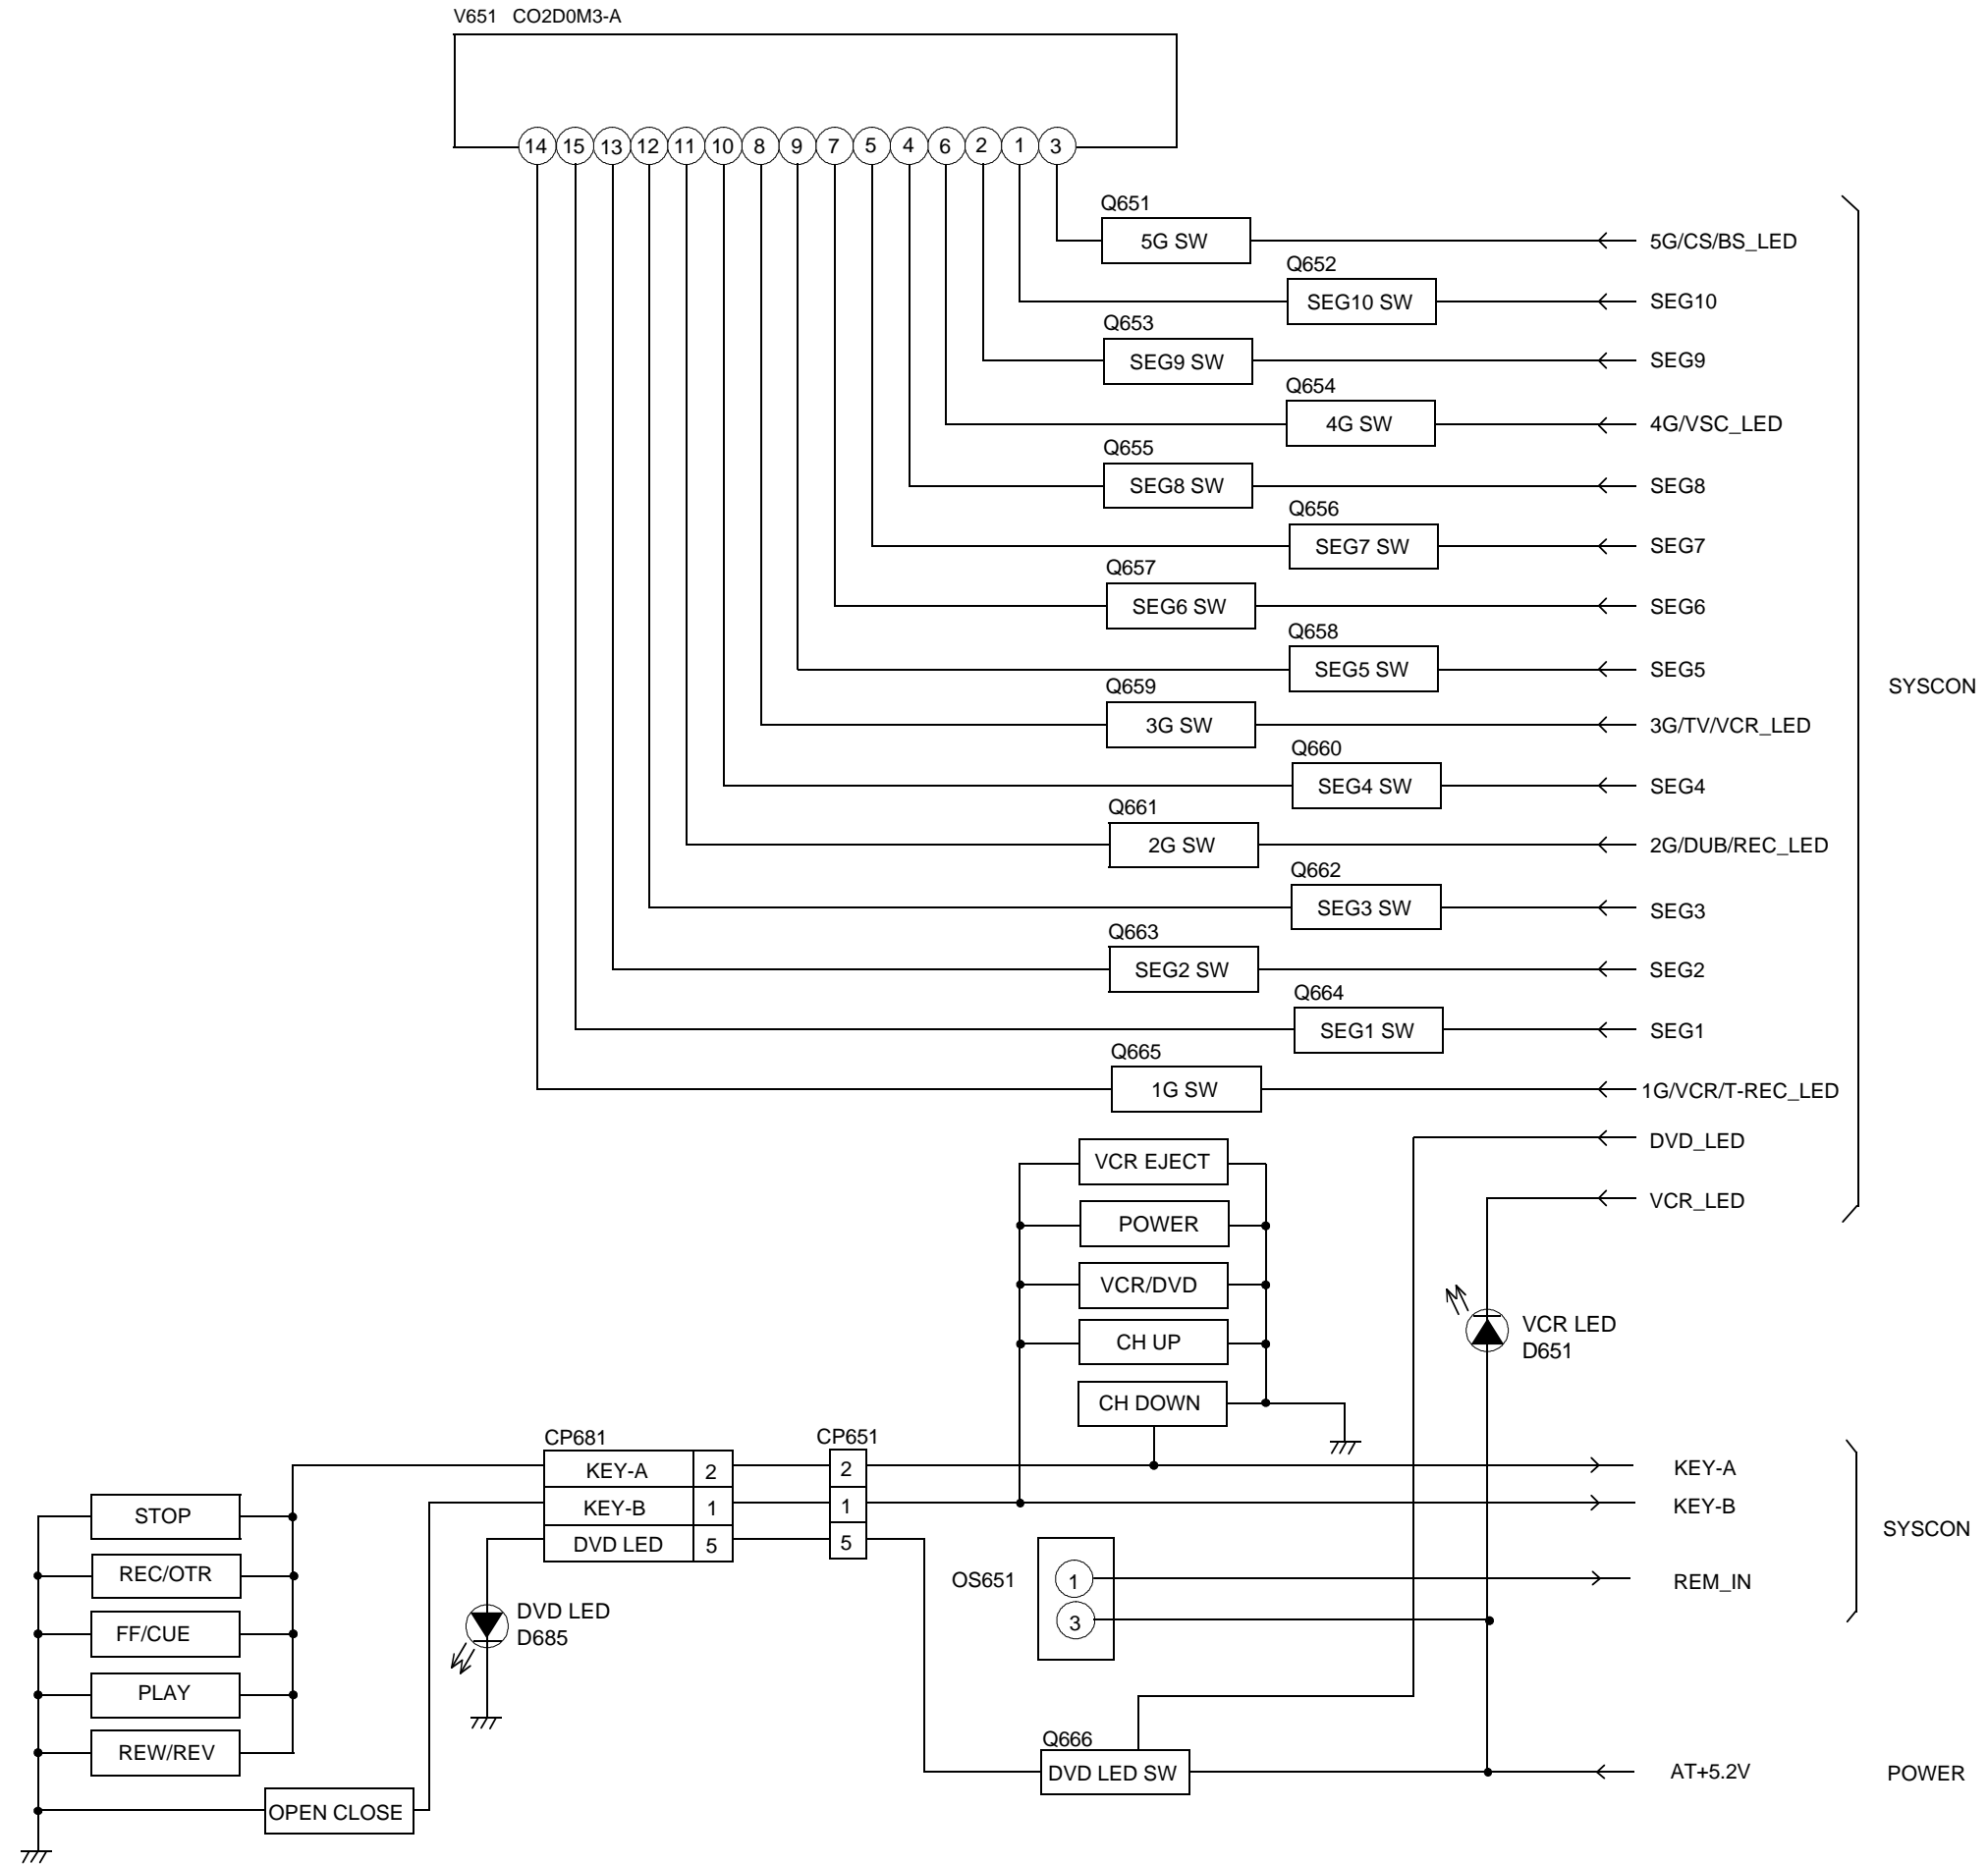 V651 CO2D0M3-A
14 15 13 12 11 10 8 9 7 5 4 6 2 1 3
Q651
5G SW
5G/CS/BS_LED
Q652
SEG10 SW
SEG10
Q653
SEG9 SW
SEG9
Q654
4G SW
4G/VSC_LED
Q655
SEG8 SW
SEG8
Q656
SEG7 SW
SEG7
Q657
SEG6 SW
SEG6
Q658
SEG5 SW
SEG5
SYSCON
Q659
3G SW
3G/TV/VCR_LED
Q660
SEG4 SW
SEG4
Q661
2G SW
2G/DUB/REC_LED
Q662
SEG3 SW
SEG3
Q663
SEG2 SW
SEG2
Q664
SEG1 SW
SEG1
Q665
1G SW
1G/VCR/T-REC_LED
DVD_LED
VCR EJECT
VCR_LED
POWER
VCR/DVD
CH UP
VCR LED
D651
CH DOWN
CP681
CP651
KEY-A 2
2
KEY-A
KEY-B 1
1
KEY-B
DVD LED 5
5
SYSCON
STOP
REC/OTR
FF/CUE
PLAY
REW/REV
OPEN CLOSE
DVD LED
D685
OS651
1
REM_IN
3
Q666
DVD LED SW
AT+5.2V
POWER